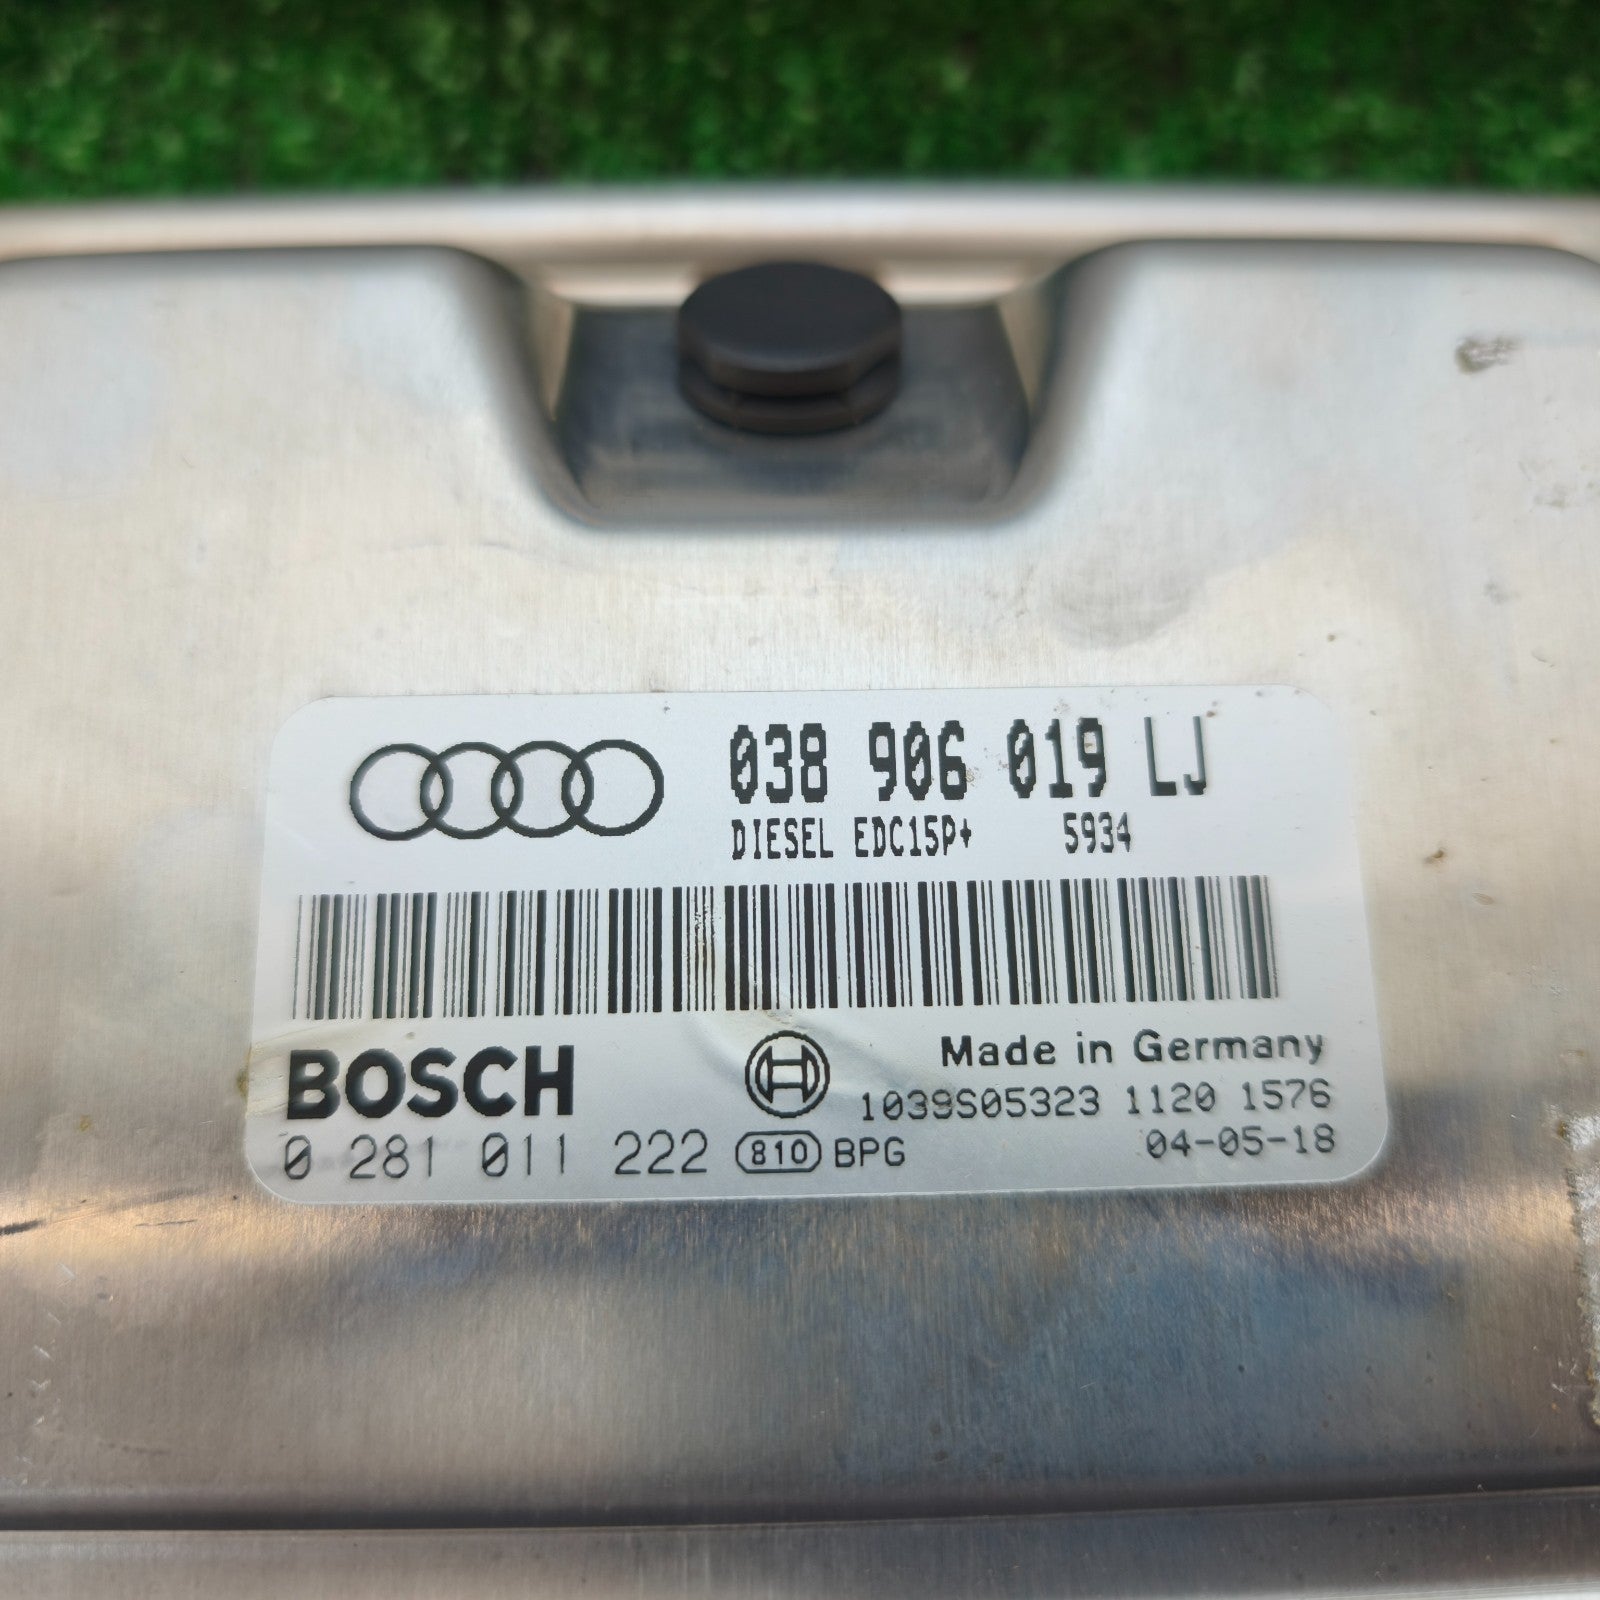 038 906 019 LJ
DIESEL EDC15P+ 5934
BOSCH
Made in Germany
1039S05323 1120 1576
0 281 011 222 810 BPG 04-05-18